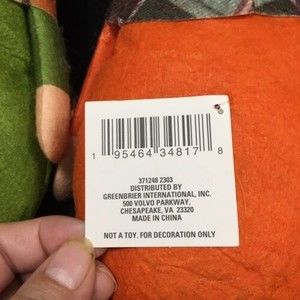 1 95464 34817 8
371248 2303
DISTRIBUTED BY
GREENBRIER INTERNATIONAL, INC.
500 VOLVO PARKWAY,
CHESAPEAKE, VA 23320
MADE IN CHINA
NOT A TOY. FOR DECORATION ONLY